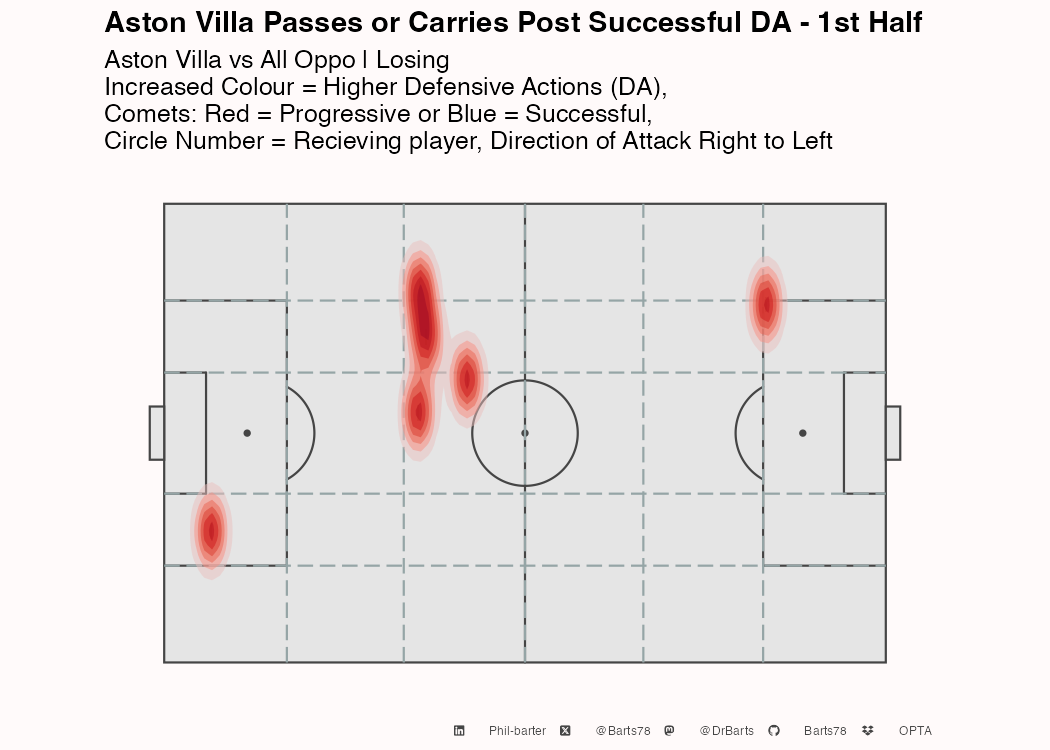 Aston Villa Passes or Carries Post Successful DA - 1st Half
Aston Villa vs All Oppo | Losing
Increased Colour = Higher Defensive Actions (DA),
Comets: Red = Progressive or Blue = Successful,
Circle Number = Recieving player, Direction of Attack Right to Left
Phil-barter @Barts78 @DrBarts Barts78 OPTA